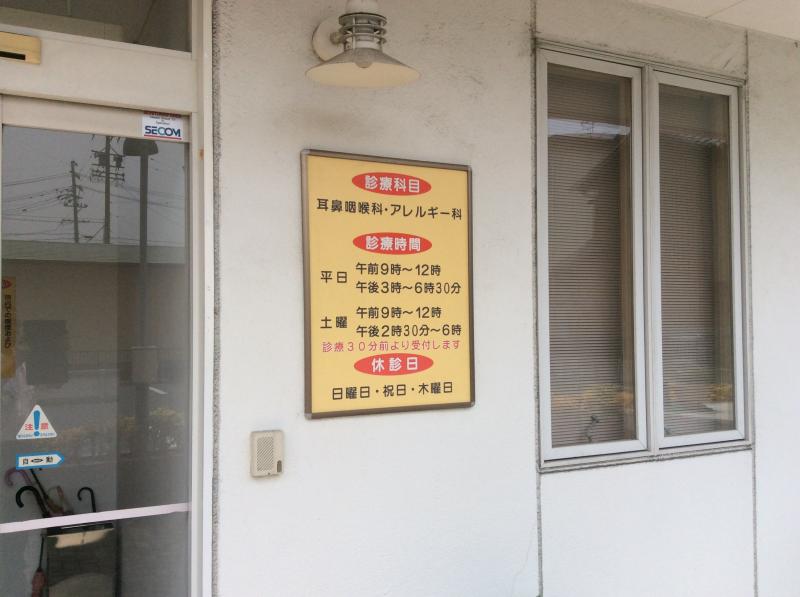 SECOM
診療科目
耳鼻咽喉科・アレルギー科
診療時間
平日 午前9時～12時
午後3時～6時30分
土曜 午前9時～12時
午後2時30分～6時
診療30分前より受付します
休診日
日曜日・祝日・木曜日
注意
自動